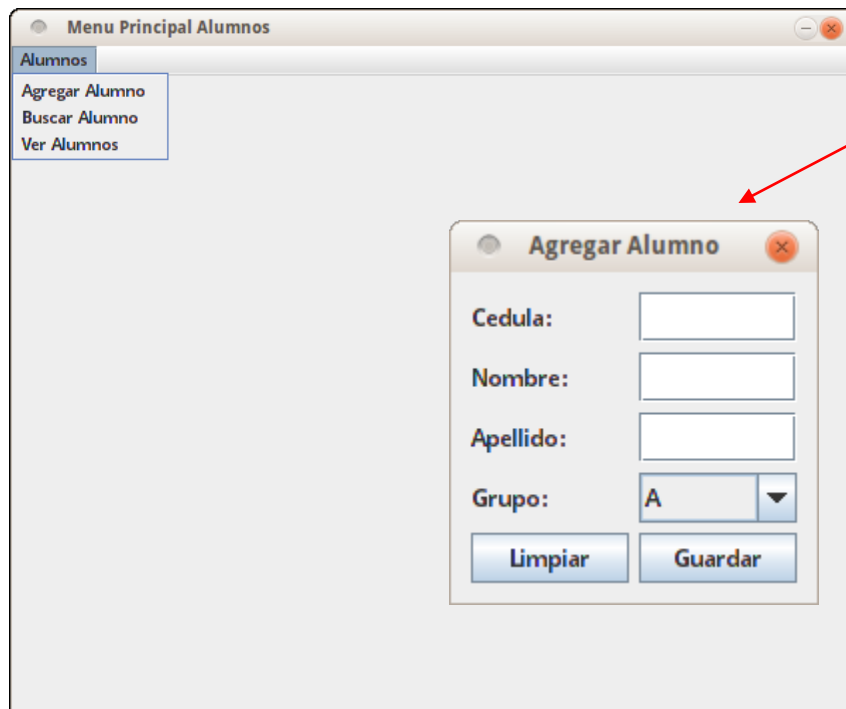 Menu Principal Alumnos
Alumnos
Agregar Alumno
Buscar Alumno
Ver Alumnos
Agregar Alumno
Cedula:
Nombre:
Apellido:
Grupo: A
Limpiar Guardar